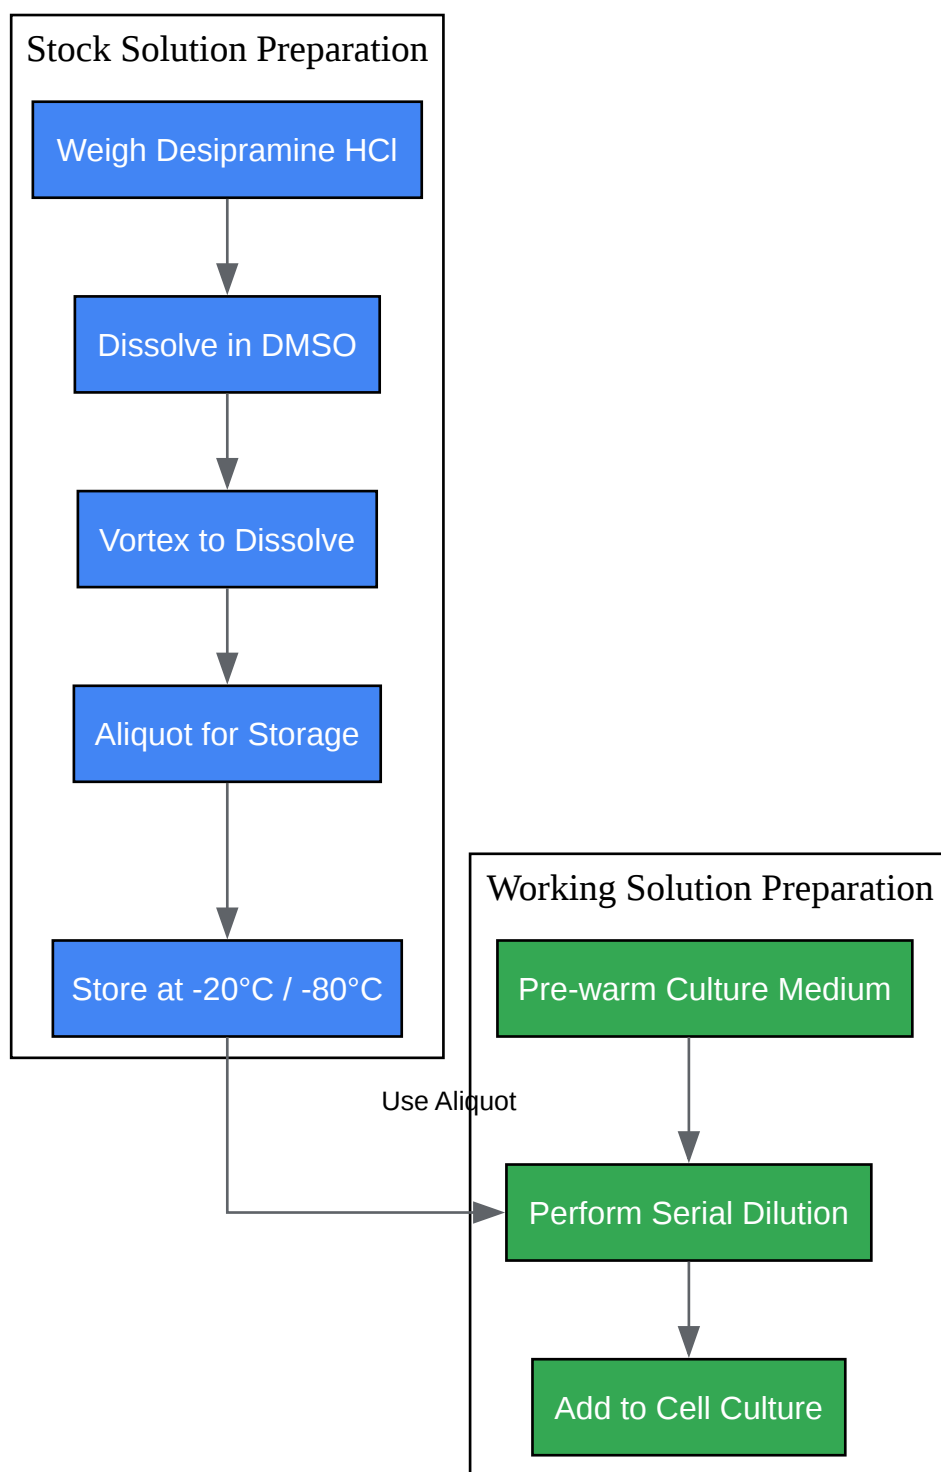 Stock Solution Preparation
Weigh Desipramine HCl
Dissolve in DMSO
Vortex to Dissolve
Aliquot for Storage
Store at -20°C / -80°C
Use Aliquot
Working Solution Preparation
Pre-warm Culture Medium
Perform Serial Dilution
Add to Cell Culture